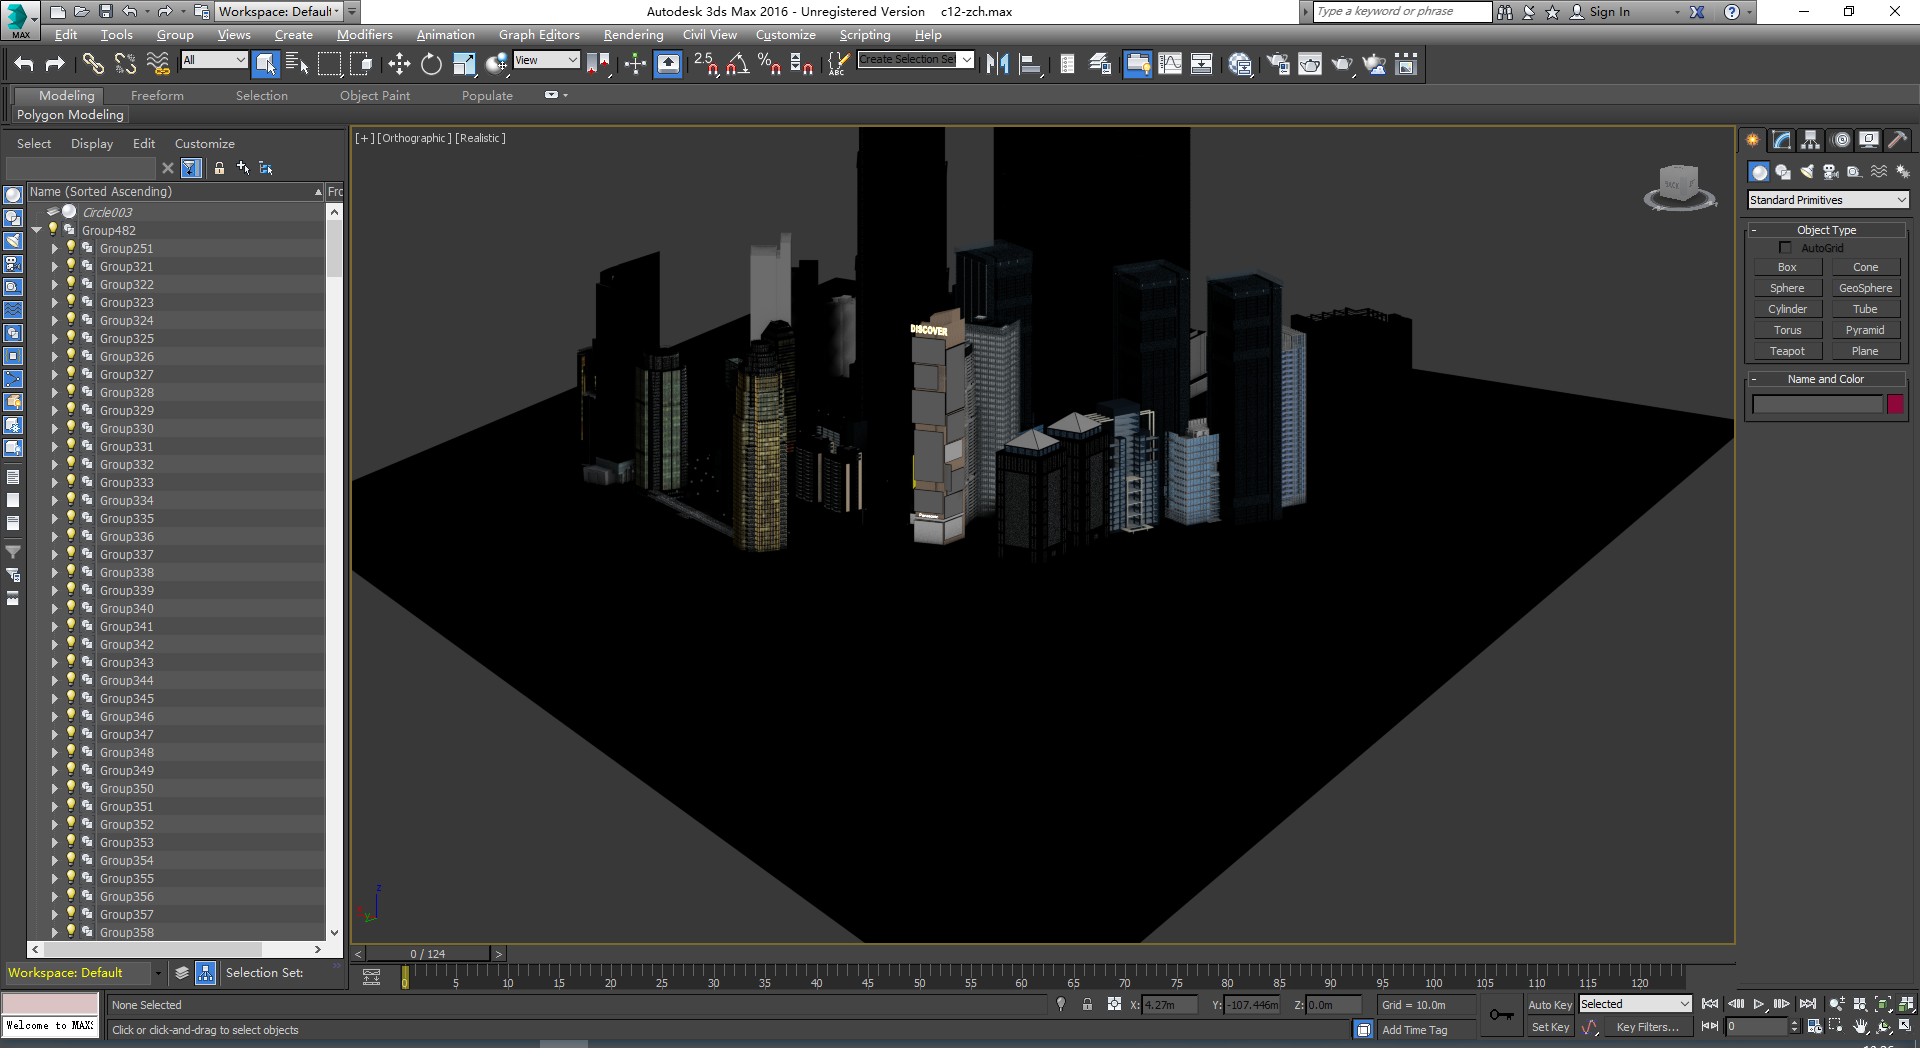 Workspace: Default
Autodesk 3ds Max 2016 - Unregistered Version    c12-zch.max
Type a keyword or phrase
Sign In
MAX
Edit Tools Group Views Create Modifiers Animation Graph Editors Rendering Civil View Customize Scripting Help
All
View
2.5
ABC
Create Selection Se
Modeling Freeform Selection Object Paint Populate
Polygon Modeling
Select Display Edit Customize
Name (Sorted Ascending)
Circle003
Group482
Group251
Group321
Group322
Group323
Group324
Group325
Group326
Group327
Group328
Group329
Group330
Group331
Group332
Group333
Group334
Group335
Group336
Group337
Group338
Group339
Group340
Group341
Group342
Group343
Group344
Group345
Group346
Group347
Group348
Group349
Group350
Group351
Group352
Group353
Group354
Group355
Group356
Group357
Group358
Workspace: Default
Selection Set:
[+] [Orthographic] [Realistic]
DISCOVER
Standard Primitives
- Object Type
AutoGrid
Box Cone
Sphere GeoSphere
Cylinder Tube
Torus Pyramid
Teapot Plane
- Name and Color
z
x
y
< 0 / 124 >
0 5 10 15 20 25 30 35 40 45 50 55 60 65 70 75 80 85 90 95 100 105 110 115 120
None Selected
X: 4.27m Y: -107.446m Z: 0.0m
Grid = 10.0m
Auto Key
Selected
Welcome to MAX
Click or click-and-drag to select objects
Add Time Tag
Set Key
Key Filters...
0